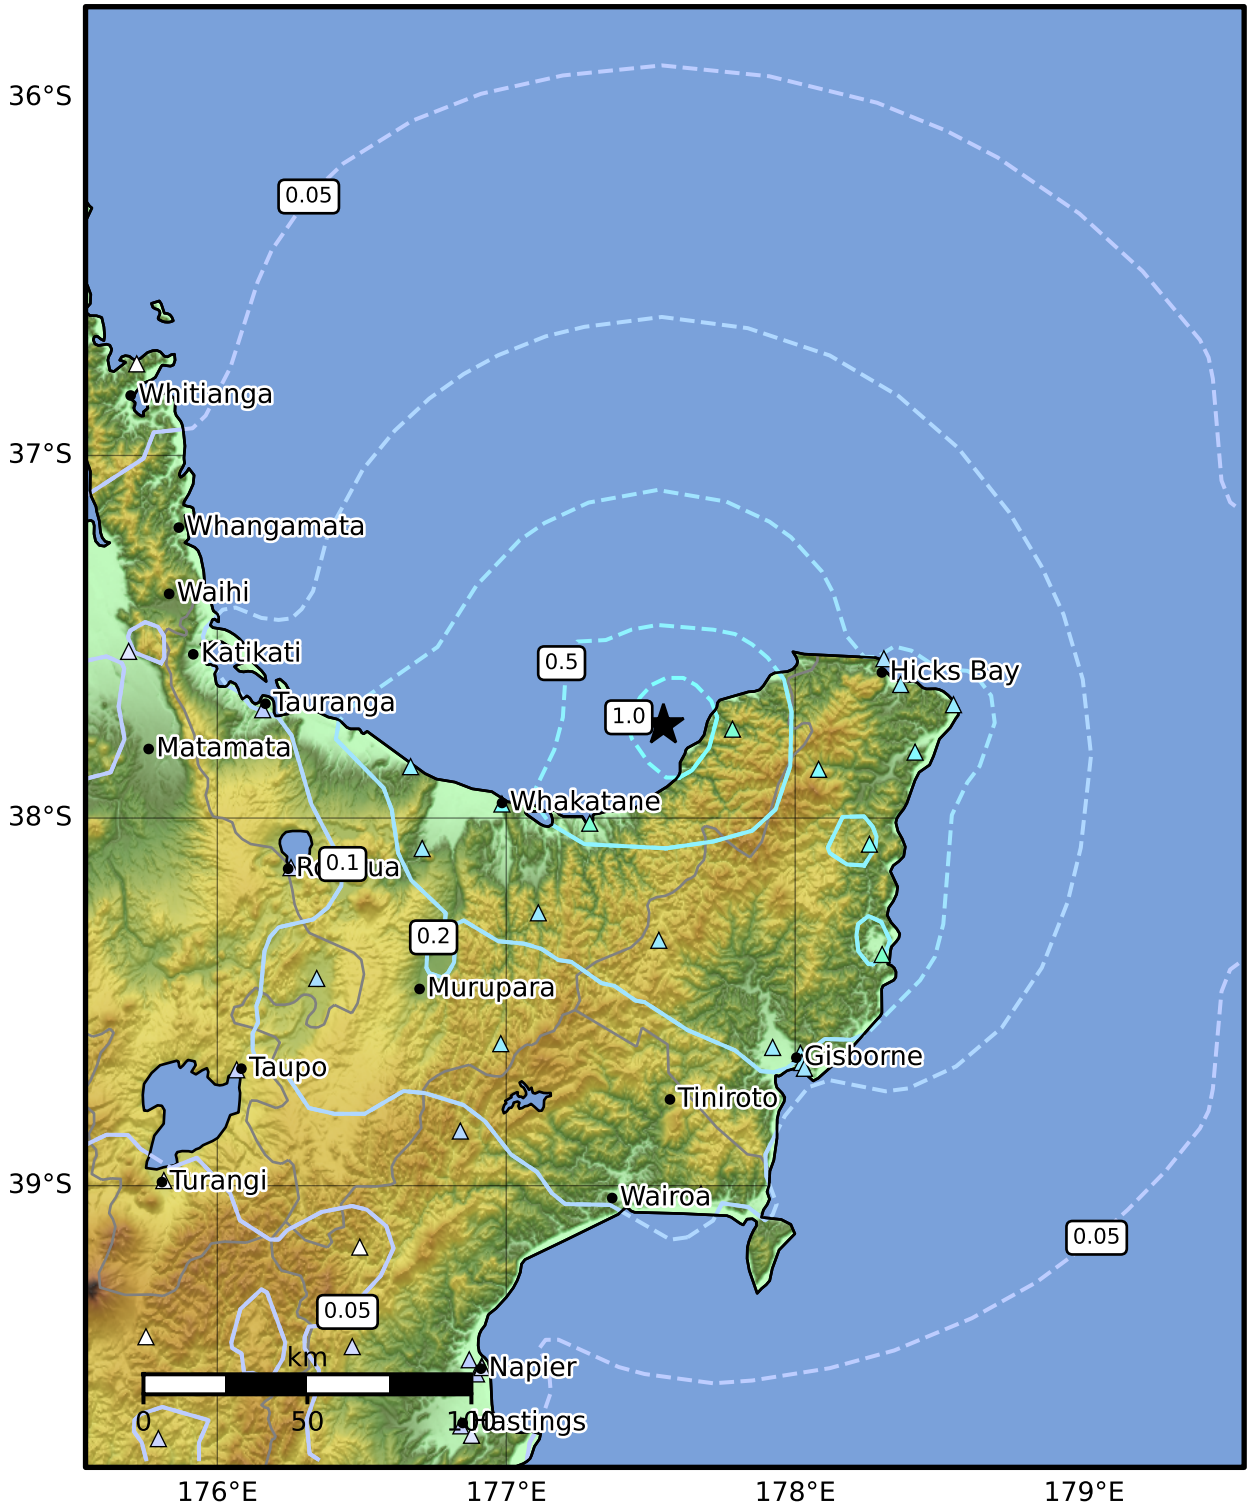 36°S
0.05
Whitianga
37°S
Whangamata
Waihi
Katikati
0.5
Hicks Bay
Tauranga
1.0
Matamata
Whakatane
38°S
0.1
0.2
Murupara
Gisborne
Taupo
Tiniroto
Turangi
39°S
Wairoa
0.05
0.05
km
Napier
0 50 100
Hastings
176°E 177°E 178°E 179°E